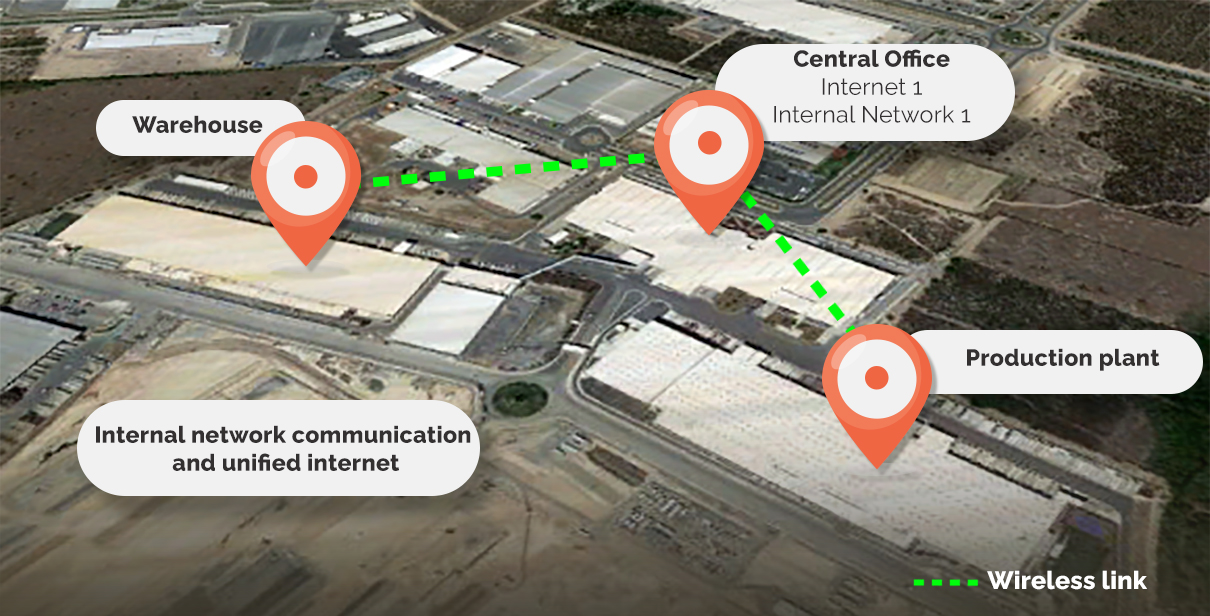 Central Office
Internet 1
Internal Network 1
Warehouse
Production plant
Internal network communication
and unified internet
Wireless link